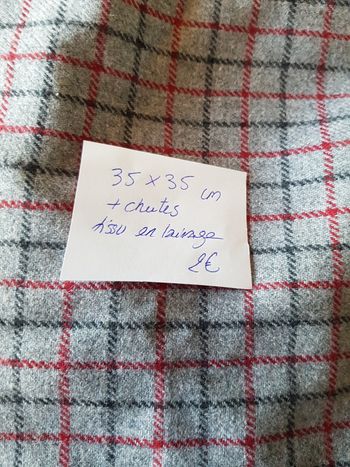 35 x 35 cm
+ chutes
tissu en lainage
2€